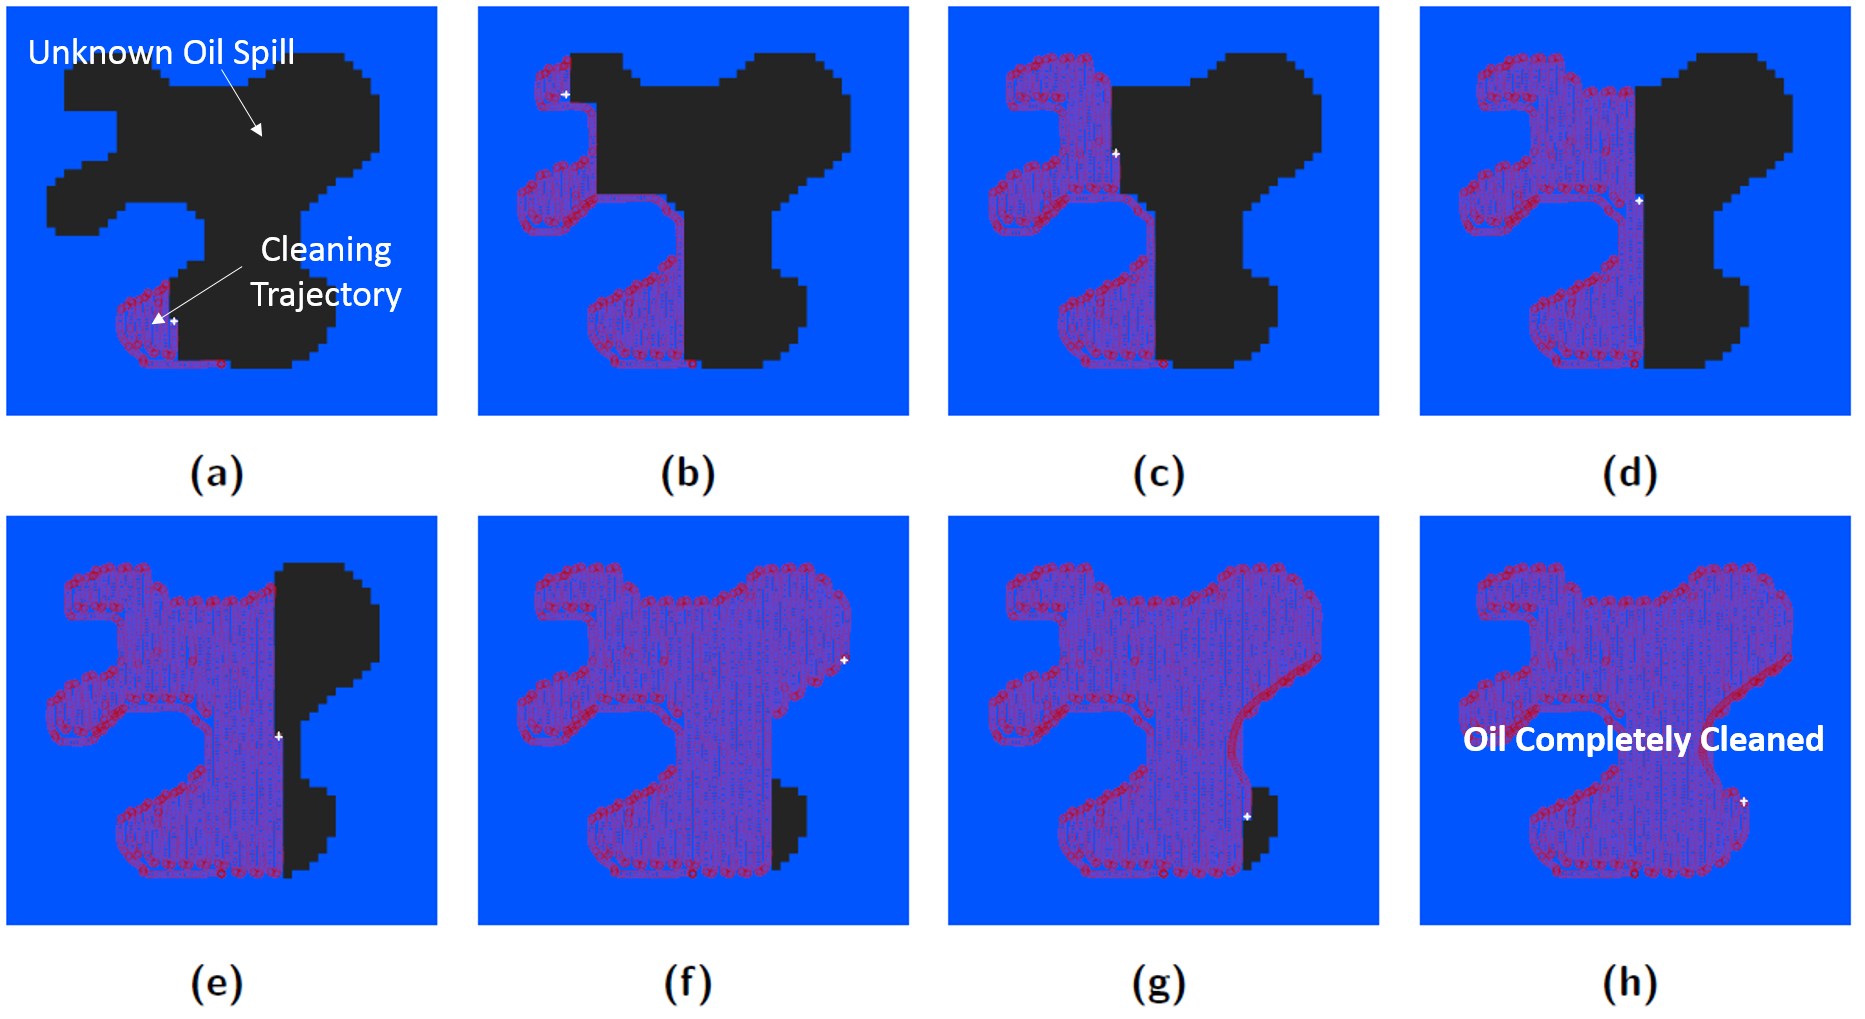 Unknown Oil Spill
Cleaning
Trajectory
(a)
(b)
(c)
(d)
Oil Completely Cleaned
(e)
(f)
(g)
(h)